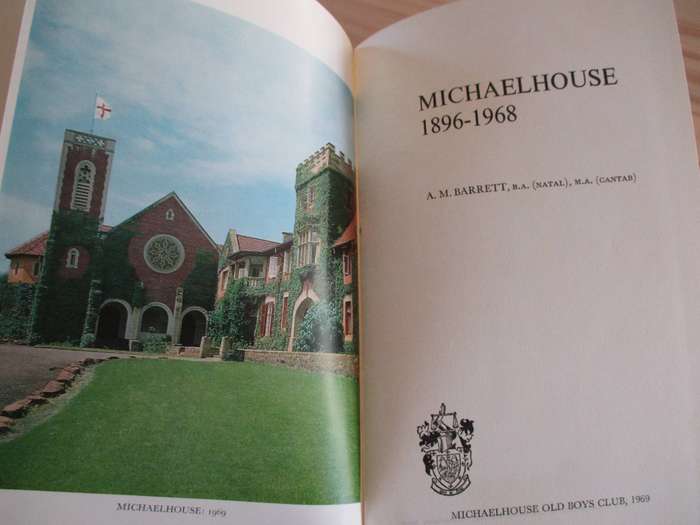 MICHAELHOUSE: 1969
MICHAELHOUSE
1896-1968
A. M. BARRETT, B.A. (NATAL), M.A. (CANTAB)
MICHAELHOUSE OLD BOYS CLUB, 1969